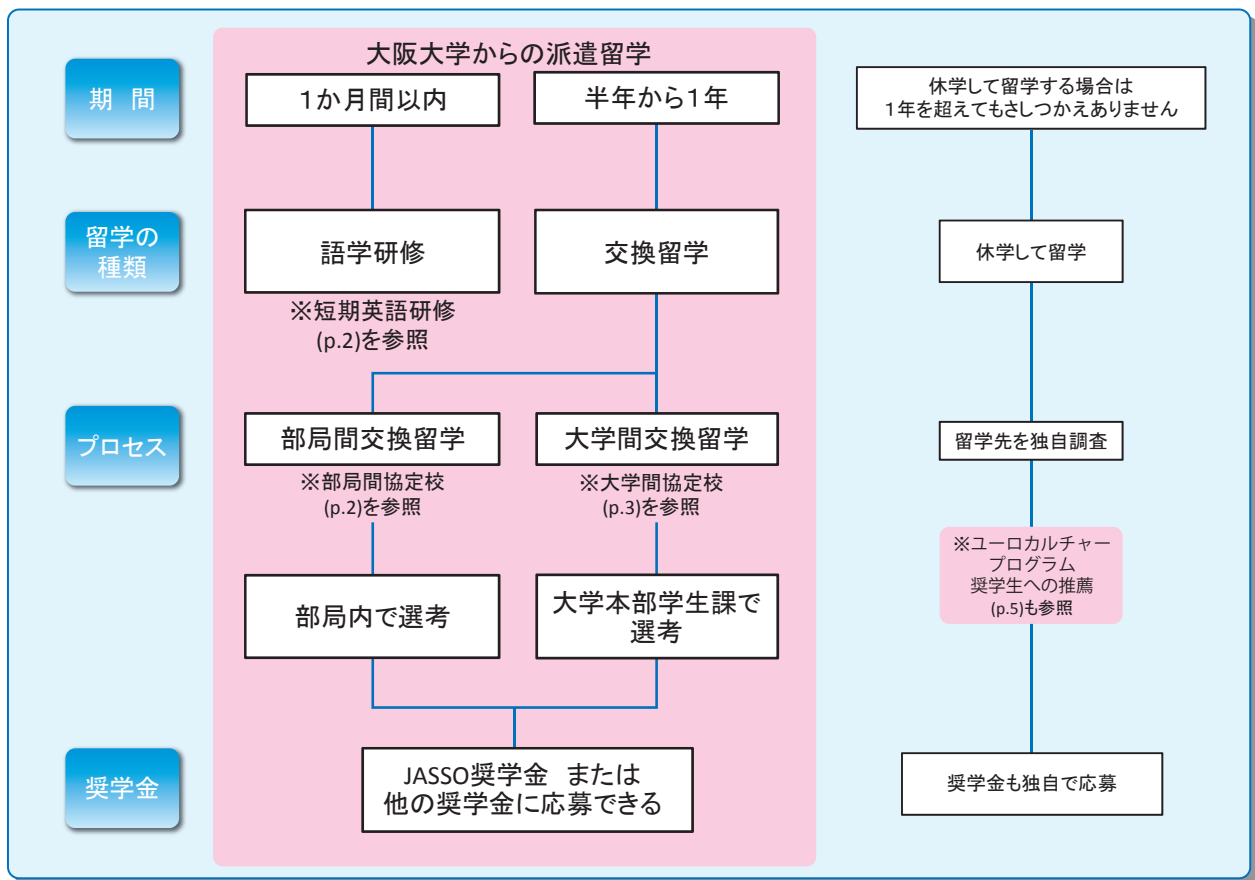 大阪大学からの派遣留学
期　間
1か月間以内
半年から1年
休学して留学する場合は
1年を超えてもさしつかえありません
留学の
種類
語学研修
※短期英語研修
(p.2)を参照
交換留学
休学して留学
プロセス
部局間交換留学
※部局間協定校
(p.2)を参照
大学間交換留学
※大学間協定校
(p.3)を参照
留学先を独自調査
※ユーロカルチャー
プログラム
奨学生への推薦
(p.5)も参照
部局内で選考
大学本部学生課で
選考
奨学金
JASSO奨学金　または
他の奨学金に応募できる
奨学金も独自で応募